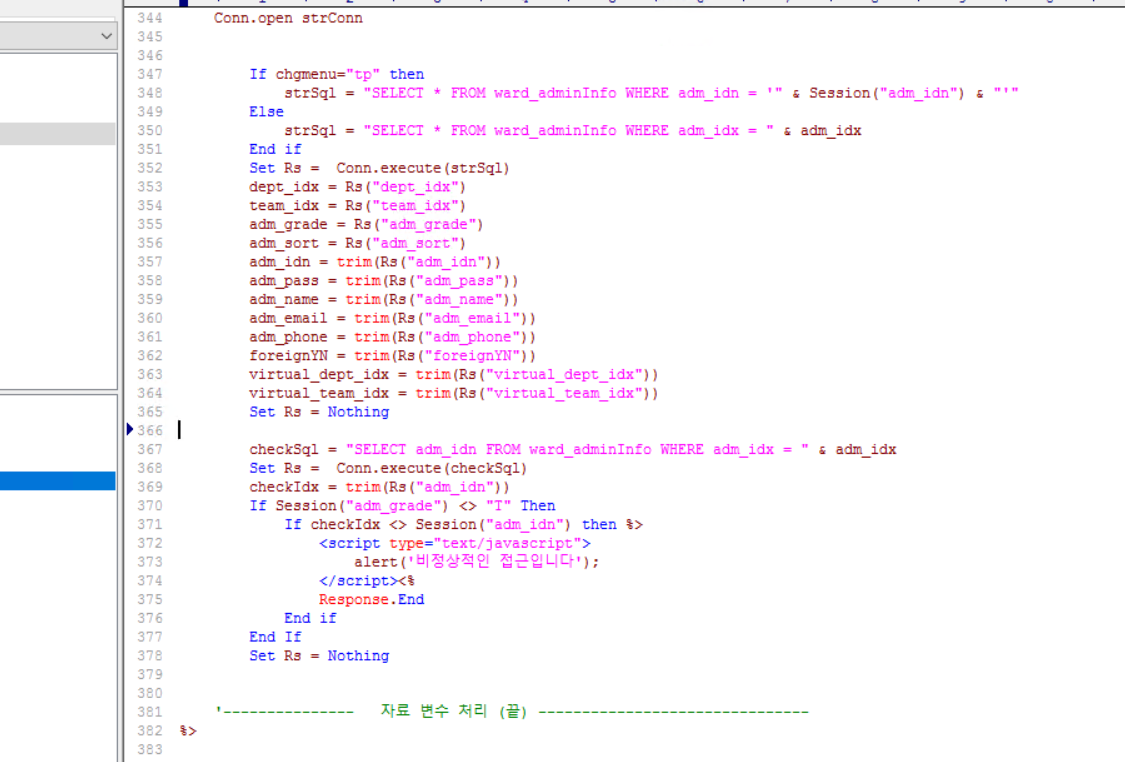 344 Conn.open strConn
345
346
347 If chgmenu="tp" then
348 strSql = "SELECT * FROM ward_adminInfo WHERE adm_idn = '" & Session("adm_idn") & "'"
349 Else
350 strSql = "SELECT * FROM ward_adminInfo WHERE adm_idx = " & adm_idx
351 End if
352 Set Rs =  Conn.execute(strSql)
353 dept_idx = Rs("dept_idx")
354 team_idx = Rs("team_idx")
355 adm_grade = Rs("adm_grade")
356 adm_sort = Rs("adm_sort")
357 adm_idn = trim(Rs("adm_idn"))
358 adm_pass = trim(Rs("adm_pass"))
359 adm_name = trim(Rs("adm_name"))
360 adm_email = trim(Rs("adm_email"))
361 adm_phone = trim(Rs("adm_phone"))
362 foreignYN = trim(Rs("foreignYN"))
363 virtual_dept_idx = trim(Rs("virtual_dept_idx"))
364 virtual_team_idx = trim(Rs("virtual_team_idx"))
365 Set Rs = Nothing
366
367 checkSql = "SELECT adm_idn FROM ward_adminInfo WHERE adm_idx = " & adm_idx
368 Set Rs =  Conn.execute(checkSql)
369 checkIdx = trim(Rs("adm_idn"))
370 If Session("adm_grade") <> "T" Then
371 If checkIdx <> Session("adm_idn") then %>
372 <script type="text/javascript">
373 alert('비정상적인 접근입니다');
374 </script><%
375 Response.End
376 End if
377 End If
378 Set Rs = Nothing
379
380
381 '--------------- 자료 변수 처리 (끝) -------------------------------
382 %>
383